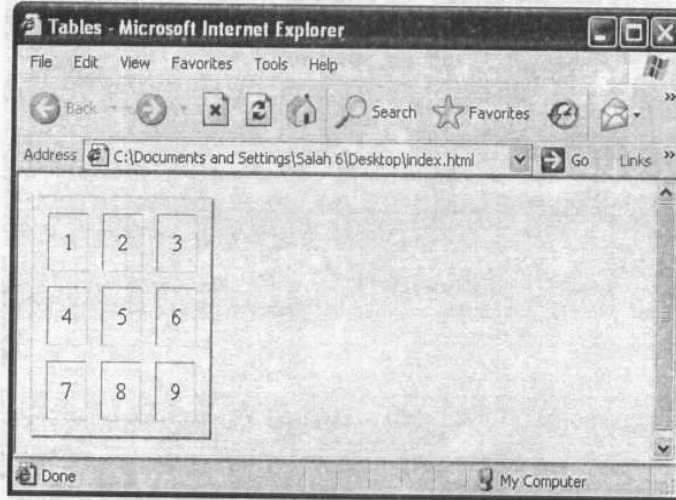 Tables - Microsoft Internet Explorer
File Edit View Favorites Tools Help
Back Search Favorites »
Address C:\Documents and Settings\Salah 6\Desktop\index.html Go Links »
1 2 3
4 5 6
7 8 9
Done My Computer